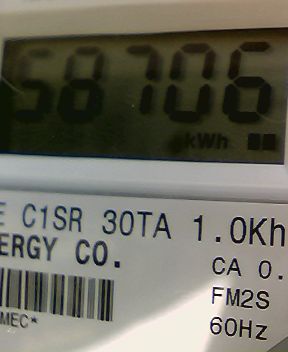 58706
kWh
E C1SR 30TA 1.0Kh
ERGY CO.
CA 0.
FM2S
MEC*
60Hz